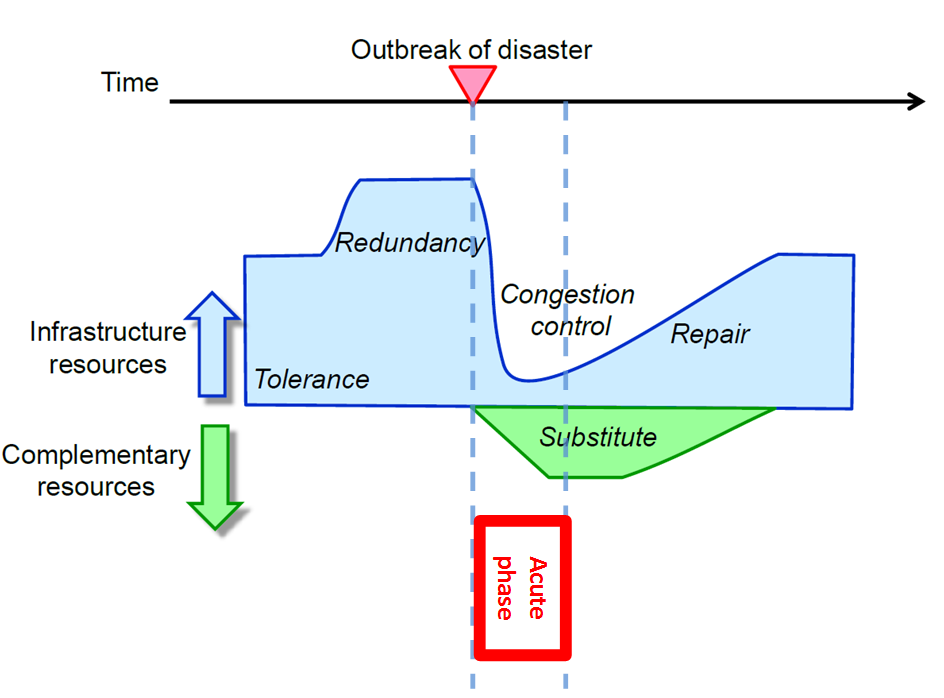 Outbreak of disaster
Time
Redundancy
Congestion
control
Infrastructure
resources
Repair
Tolerance
Complementary
resources
Substitute
Acute
phase